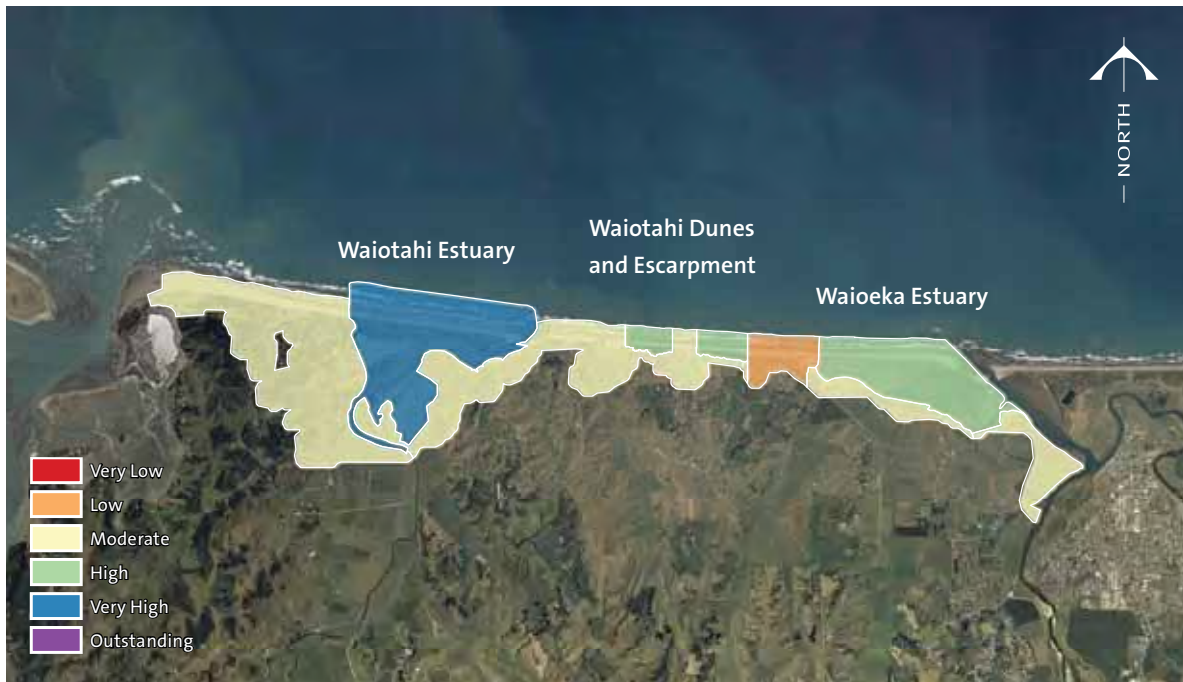 NORTH
Waiotahi Estuary
Waiotahi Dunes
and Escarpment
Waioeka Estuary
Very Low
Low
Moderate
High
Very High
Outstanding